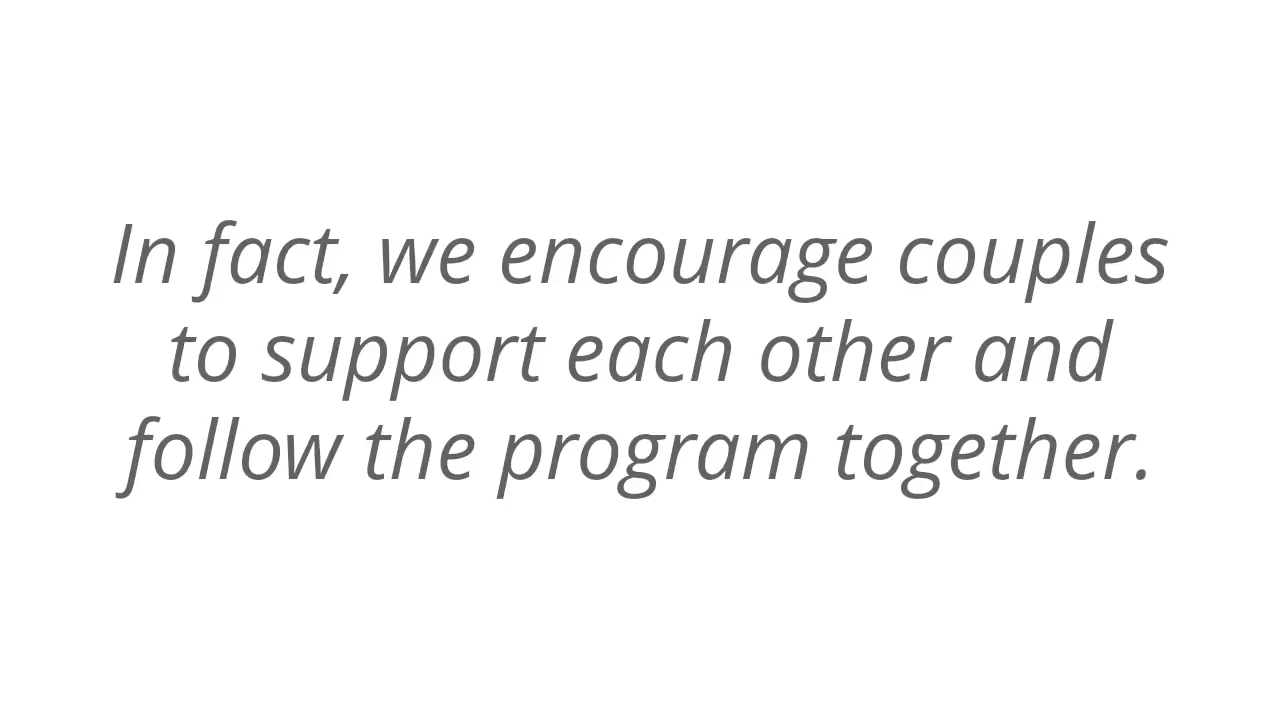 In fact, we encourage couples
to support each other and
follow the program together.